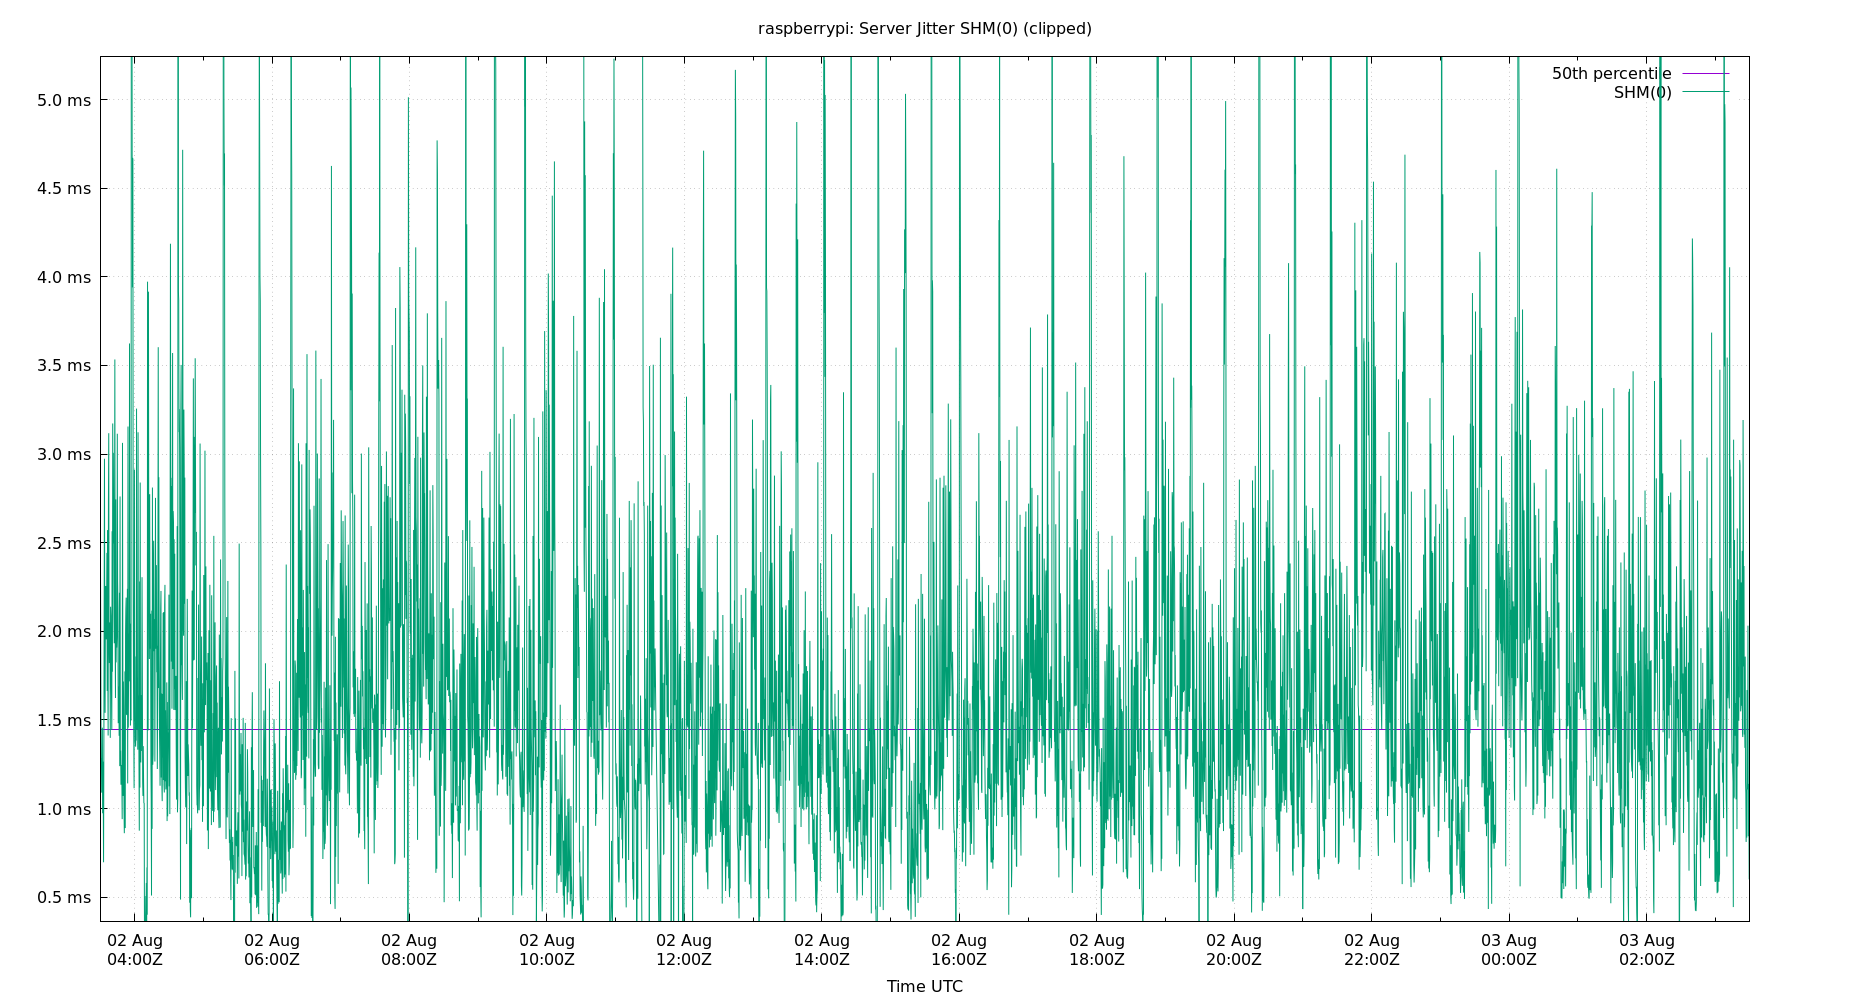 raspberrypi: Server Jitter SHM(0) (clipped)
50th percentile
SHM(0)
5.0 ms
4.5 ms
4.0 ms
3.5 ms
3.0 ms
2.5 ms
2.0 ms
1.5 ms
1.0 ms
0.5 ms
02 Aug 02 Aug 02 Aug 02 Aug 02 Aug 02 Aug 02 Aug 02 Aug 02 Aug 02 Aug 03 Aug 03 Aug
04:00Z 06:00Z 08:00Z 10:00Z 12:00Z 14:00Z 16:00Z 18:00Z 20:00Z 22:00Z 00:00Z 02:00Z
Time UTC